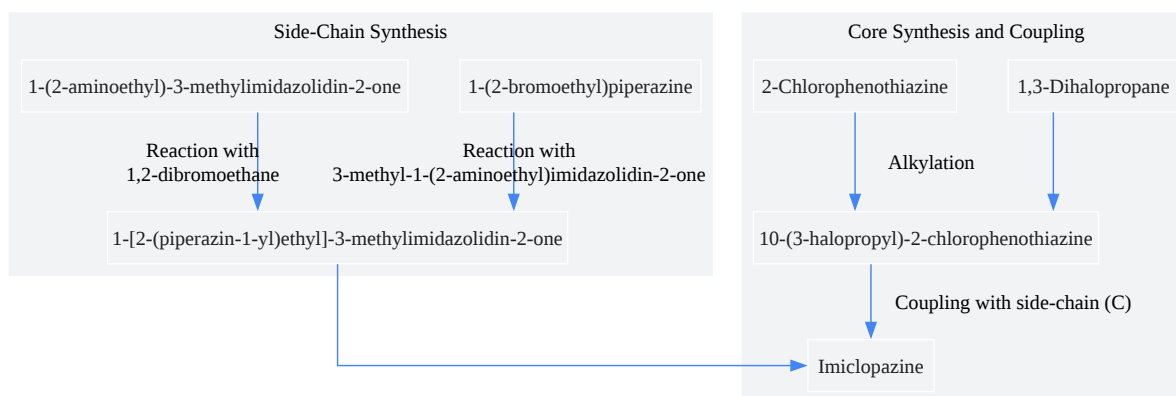 Side-Chain Synthesis
Core Synthesis and Coupling
1-(2-aminoethyl)-3-methylimidazolidin-2-one
1-(2-bromoethyl)piperazine
2-Chlorophenothiazine
1,3-Dihalopropane
Reaction with
1,2-dibromoethane
Reaction with
3-methyl-1-(2-aminoethyl)imidazolidin-2-one
Alkylation
1-[2-(piperazin-1-yl)ethyl]-3-methylimidazolidin-2-one
10-(3-halopropyl)-2-chlorophenothiazine
Coupling with side-chain (C)
Imiclopazine